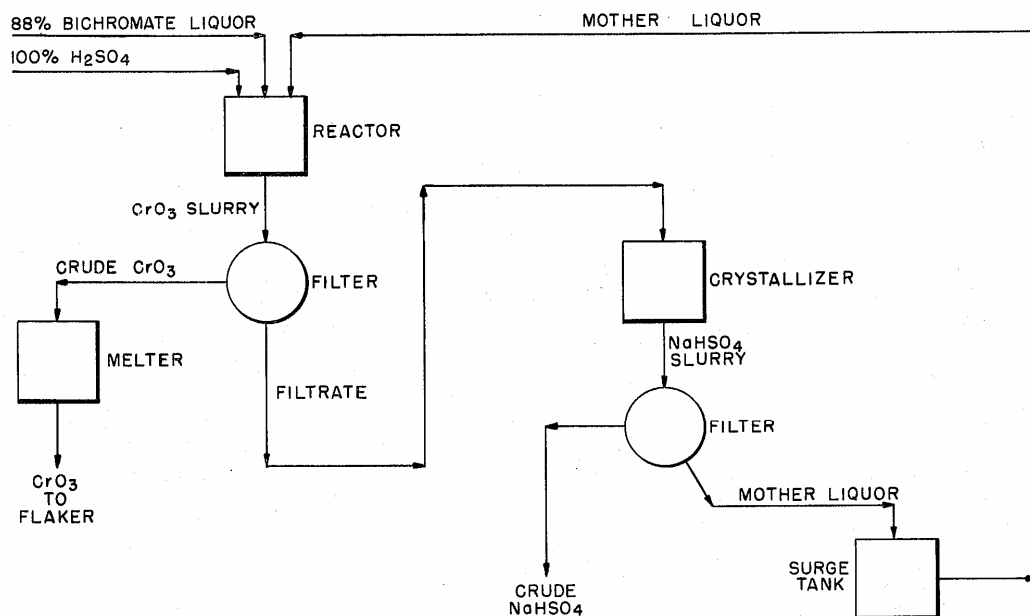 88% BICHROMATE LIQUOR
MOTHER LIQUOR
100% H₂SO₄
REACTOR
CrO₃ SLURRY
CRUDE CrO₃
FILTER
CRYSTALLIZER
MELTER
NaHSO₄
SLURRY
FILTRATE
FILTER
CrO₃
TO
FLAKER
MOTHER LIQUOR
SURGE
TANK
CRUDE
NaHSO₄